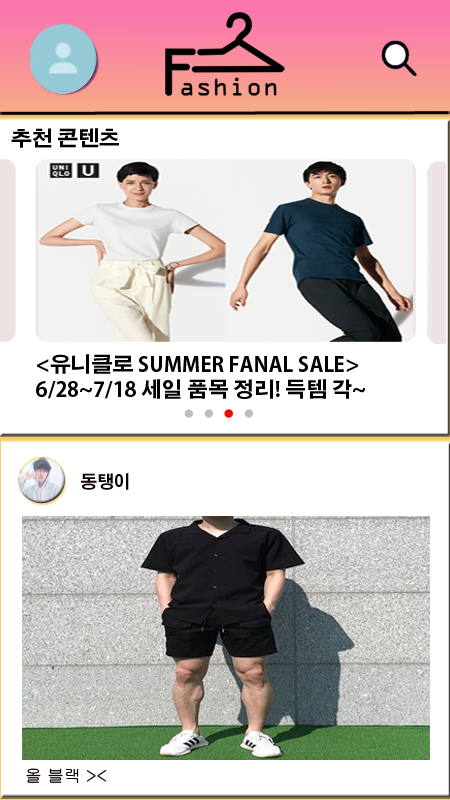 Fashion
추천 콘텐츠
UNI
QLO U
<유니클로 SUMMER FANAL SALE>
6/28~7/18 세일 품목 정리! 득템 각~
동탱이
올 블랙 ><